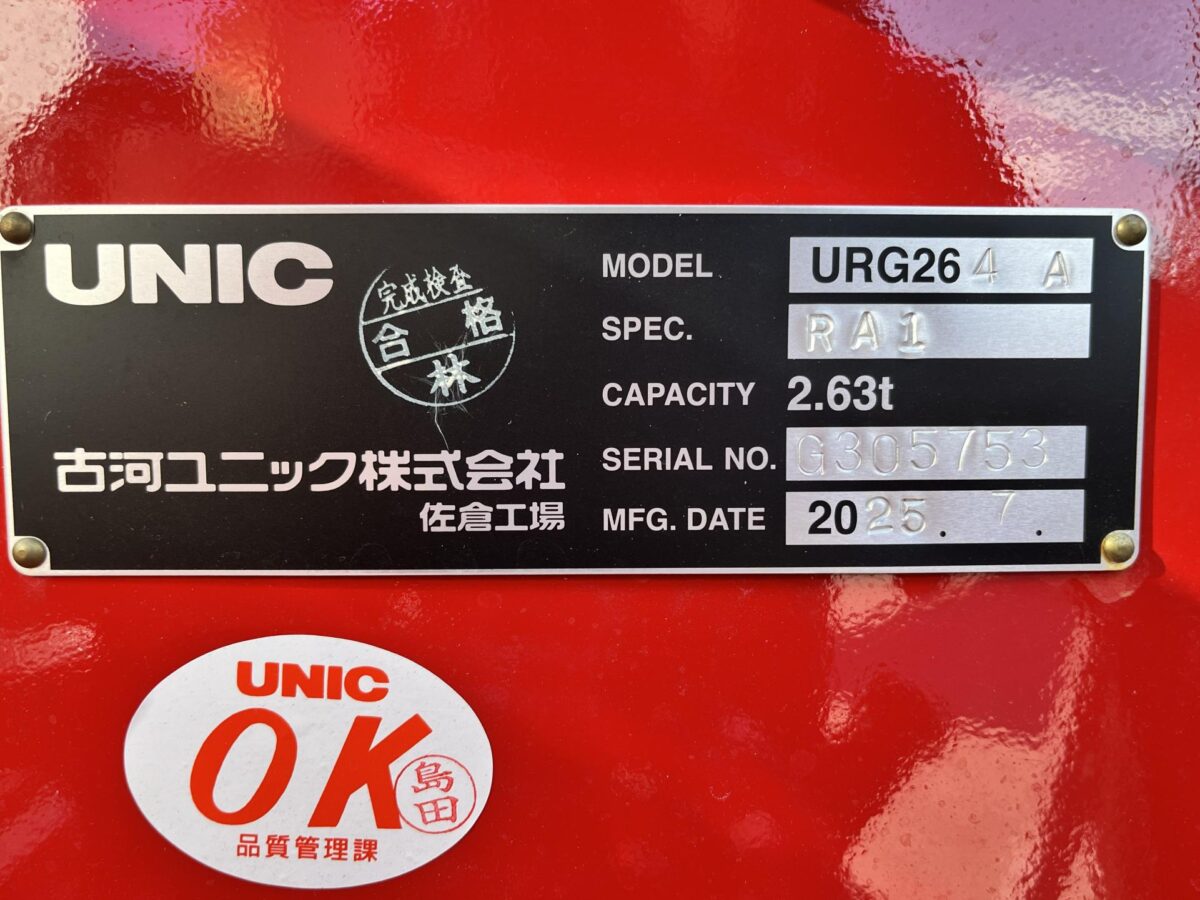 UNIC
完成検査
合格
林
古河ユニック株式会社
佐倉工場
MODEL URG264 A
SPEC. RA1
CAPACITY 2.63t
SERIAL NO. G305753
MFG. DATE 2025. 7.
UNIC
OK
島田
品質管理課